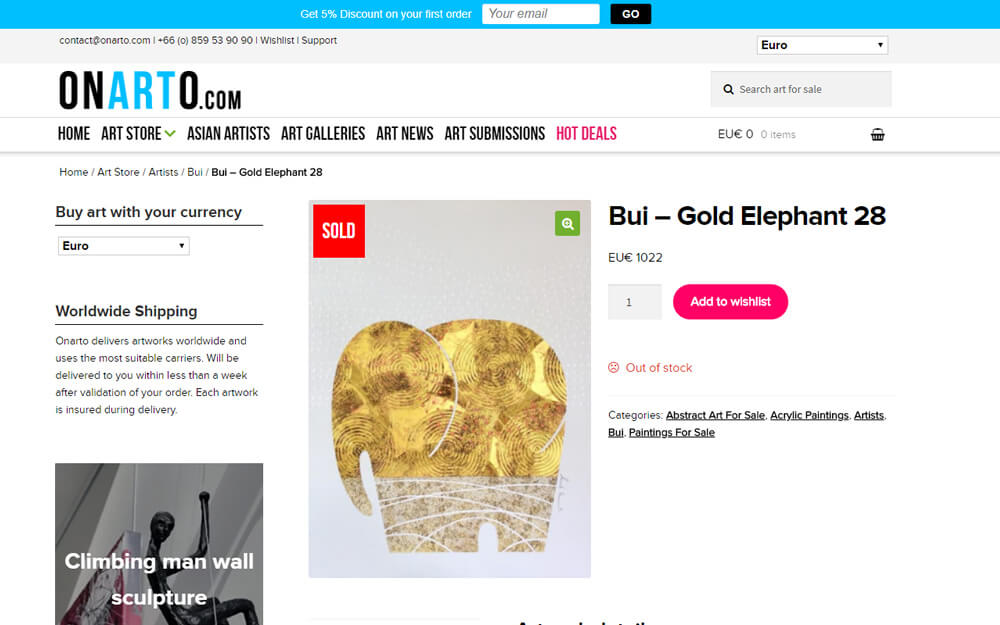 Get 5% Discount on your first order
Your email
GO
contact@onarto.com | +66 (0) 859 53 90 90 | Wishlist | Support
Euro
ONARTO.COM
Search art for sale
HOME ART STORE ASIAN ARTISTS ART GALLERIES ART NEWS ART SUBMISSIONS HOT DEALS
EU€ 0 0 items
Home / Art Store / Artists / Bui / Bui – Gold Elephant 28
Buy art with your currency
Euro
Worldwide Shipping
Onarto delivers artworks worldwide and
uses the most suitable carriers. Will be
delivered to you within less than a week
after validation of your order. Each artwork
is insured during delivery.
Climbing man wall
sculpture
SOLD
Bui – Gold Elephant 28
EU€ 1022
1
Add to wishlist
Out of stock
Categories: Abstract Art For Sale, Acrylic Paintings, Artists,
Bui, Paintings For Sale